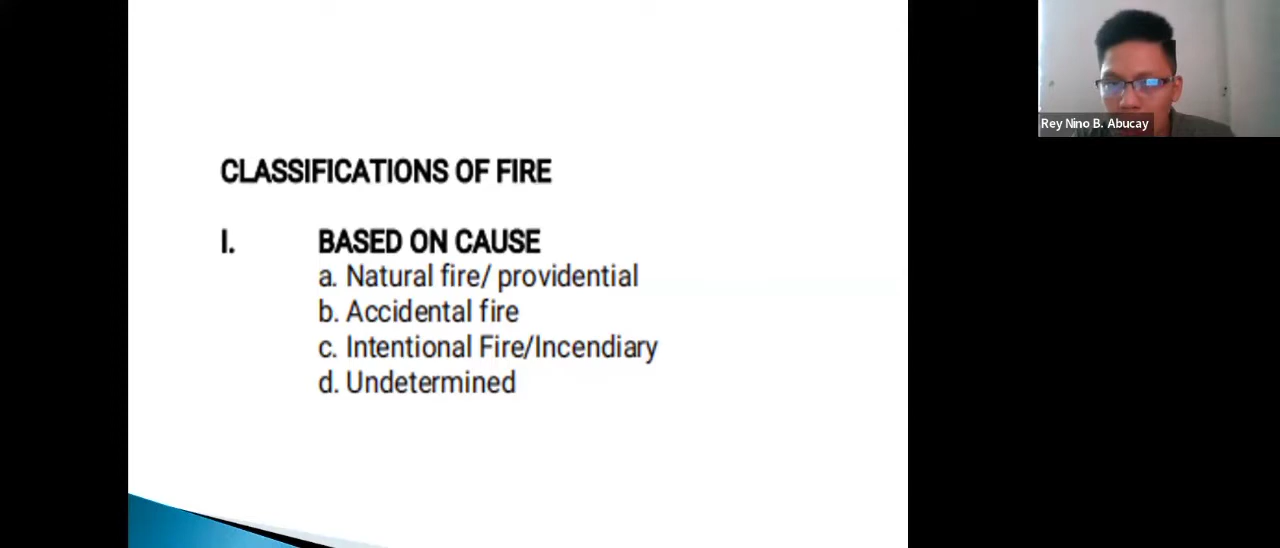 Rey Nino B. Abucay
CLASSIFICATIONS OF FIRE
I. BASED ON CAUSE
a. Natural fire/ providential
b. Accidental fire
c. Intentional Fire/Incendiary
d. Undetermined